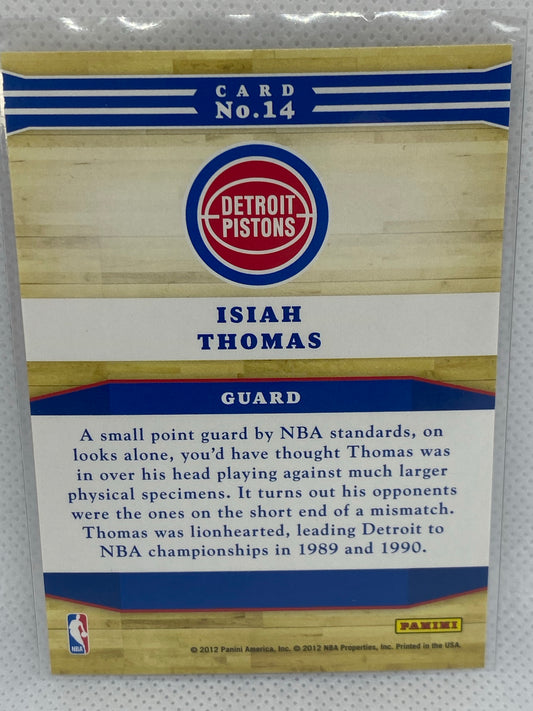 CARD
No.14
DETROIT
PISTONS
ISIAH
THOMAS
GUARD
A small point guard by NBA standards, on
looks alone, you'd have thought Thomas was
in over his head playing against much larger
physical specimens. It turns out his opponents
were the ones on the short end of a mismatch.
Thomas was lionhearted, leading Detroit to
NBA championships in 1989 and 1990.
NBA
PANINI
© 2012 Panini America, Inc. © 2012 NBA Properties, Inc. Printed in the USA.